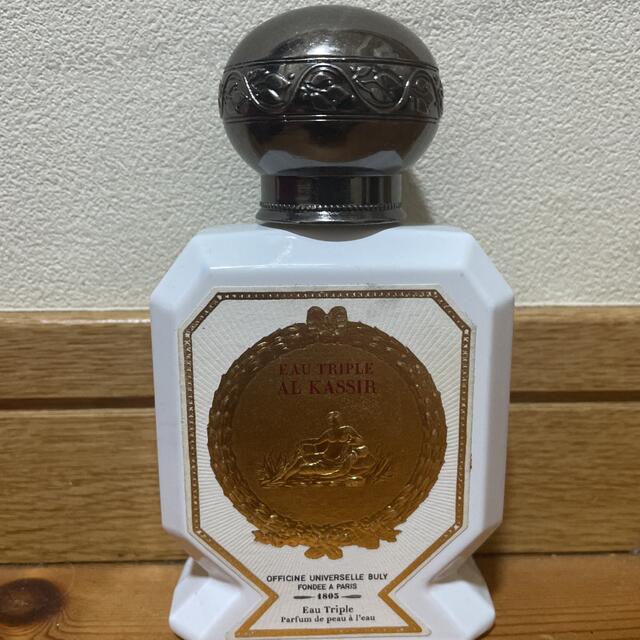 EAU TRIPLE
AL KASSIR
OFFICINE UNIVERSELLE BULY
FONDEE A PARIS
1803
Eau Triple
Parfum de peau à l'eau